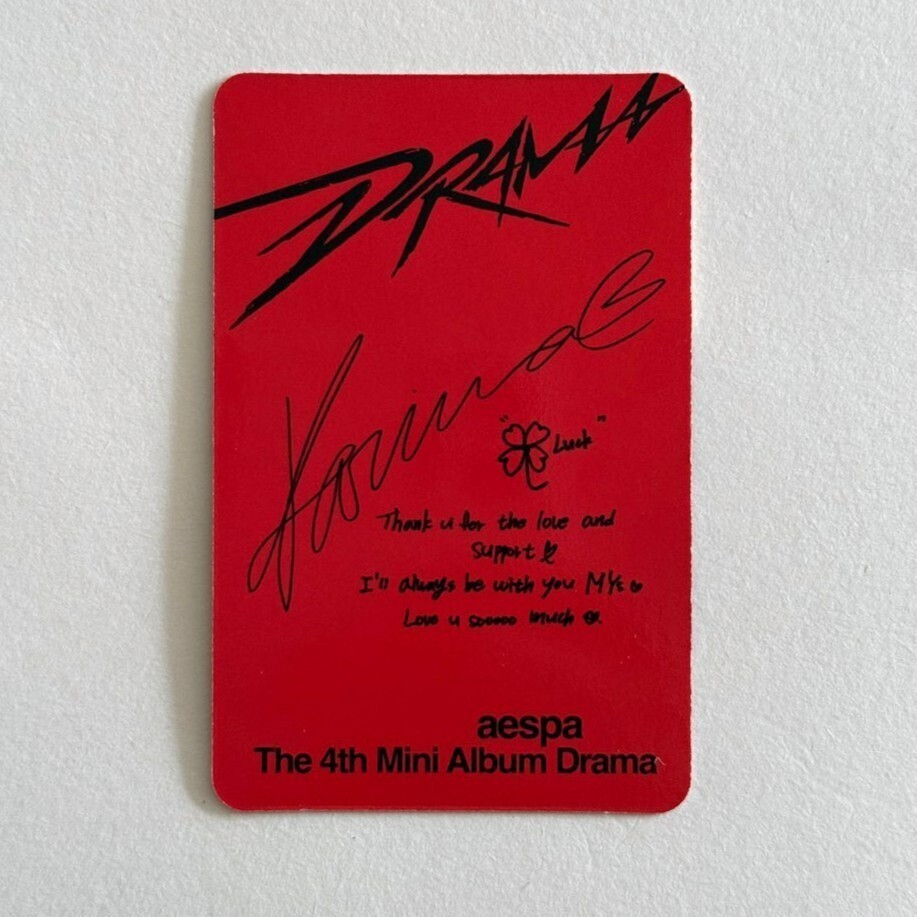 DRAMA
Karina
"Luck"
Thank u for the love and
support
I'll always be with you MYs
Love u sooooo much
aespa
The 4th Mini Album Drama